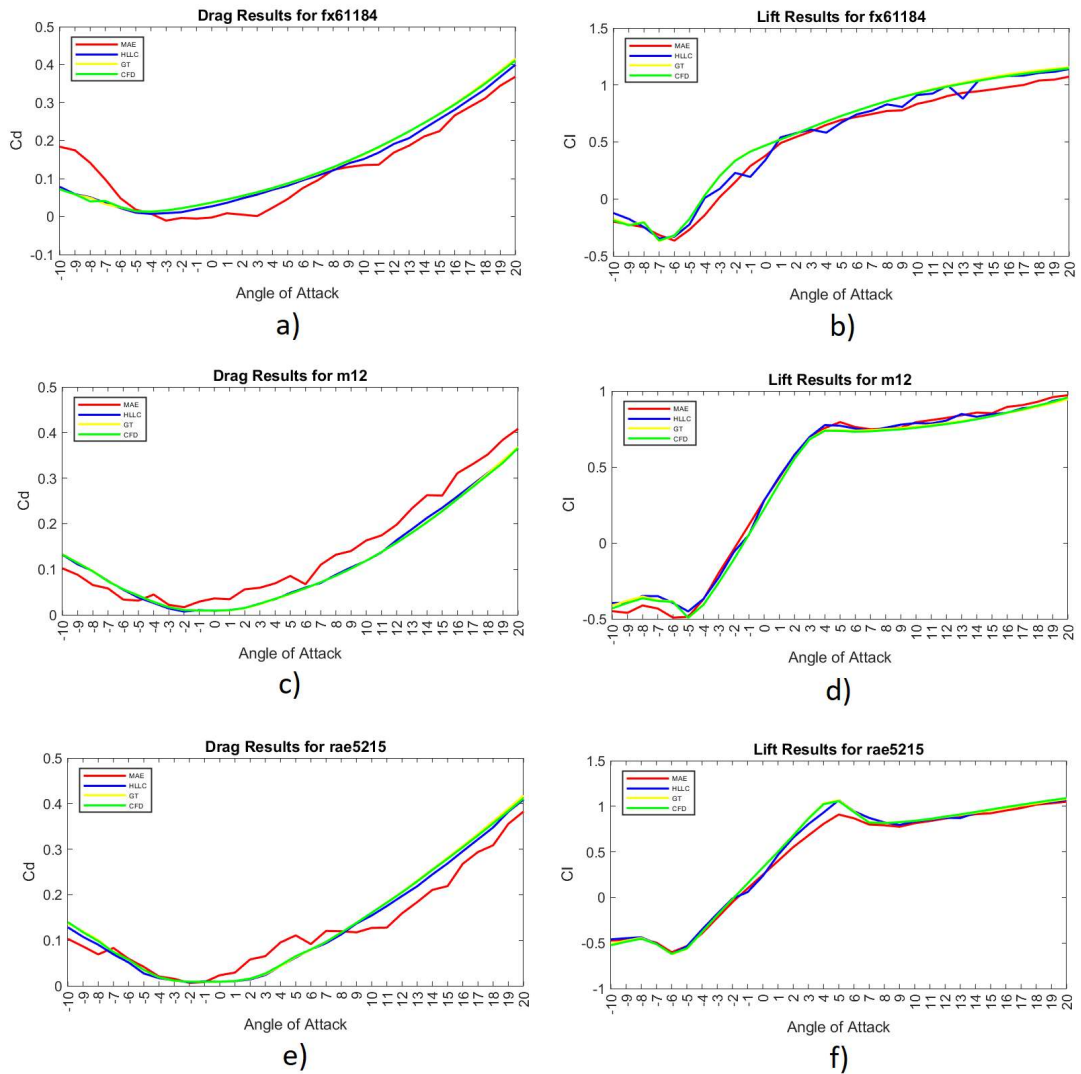 Drag Results for fx61184
0.5
0.4
0.3
0.2
0.1
0
0.1
Cd
MAE
HLLC
GT
CFD
-10 -9 -8 -7 -6 -5 -4 -3 -2 -1 0 1 2 3 4 5 6 7 8 9 10 11 12 13 14 15 16 17 18 19 20
Angle of Attack
a)
Lift Results for fx61184
1.5
1
0.5
0
-0.5
Cl
MAE
HLLC
GT
CFD
-10 -9 -8 -7 -6 -5 -4 -3 -2 -1 0 1 2 3 4 5 6 7 8 9 10 11 12 13 14 15 16 17 18 19 20
Angle of Attack
b)
Drag Results for m12
0.5
0.4
0.3
0.2
0.1
0
Cd
MAE
HLLC
GT
CFD
-10 -9 -8 -7 -6 -5 -4 -3 -2 -1 0 1 2 3 4 5 6 7 8 9 10 11 12 13 14 15 16 17 18 19 20
Angle of Attack
c)
Lift Results for m12
1
0.5
0
-0.5
Cl
MAE
HLLC
GT
CFD
-10 -9 -8 -7 -6 -5 -4 -3 -2 -1 0 1 2 3 4 5 6 7 8 9 10 11 12 13 14 15 16 17 18 19 20
Angle of Attack
d)
Drag Results for rae5215
0.5
0.4
0.3
0.2
0.1
0
Cd
MAE
HLLC
GT
CFD
-10 -9 -8 -7 -6 -5 -4 -3 -2 -1 0 1 2 3 4 5 6 7 8 9 10 11 12 13 14 15 16 17 18 19 20
Angle of Attack
e)
Lift Results for rae5215
1.5
1
0.5
0
-0.5
-1
Cl
MAE
HLLC
GT
CFD
-10 -9 -8 -7 -6 -5 -4 -3 -2 -1 0 1 2 3 4 5 6 7 8 9 10 11 12 13 14 15 16 17 18 19 20
Angle of Attack
f)